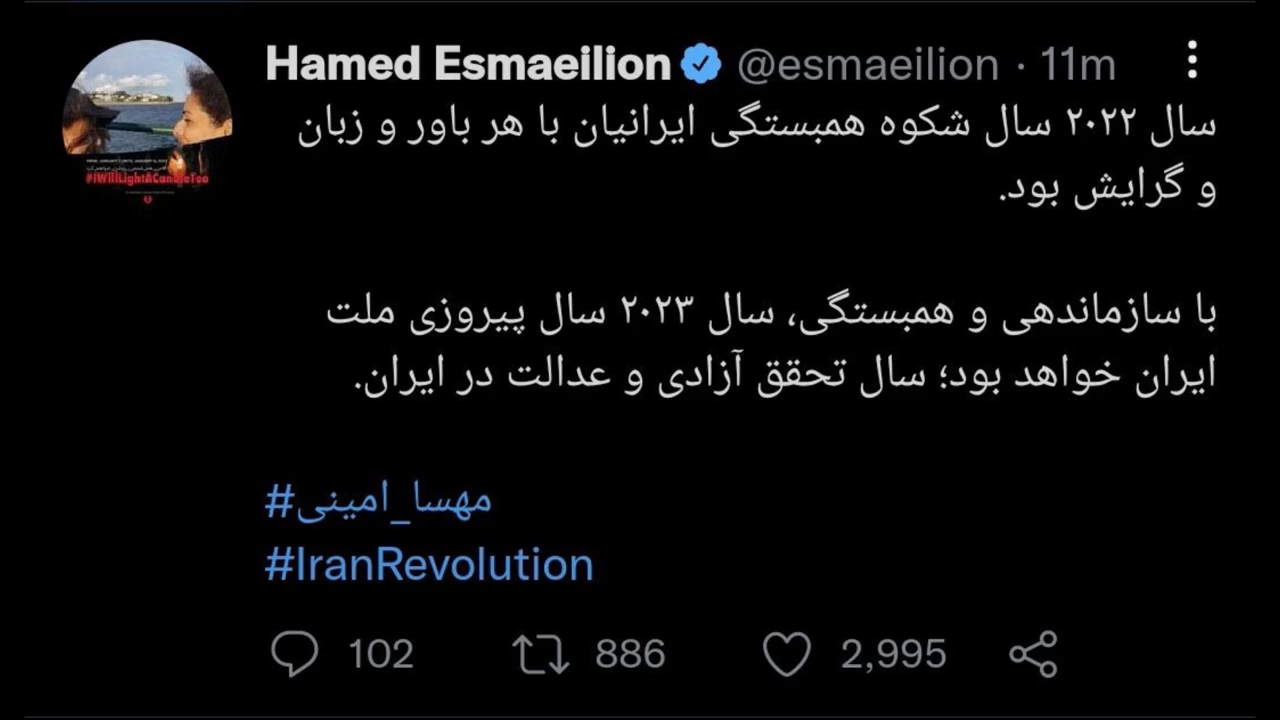 Hamed Esmaeilion @esmaeilion · 11m
سال ۲۰۲۲ سال شکوه همبستگی ایرانیان با هر باور و زبان
و گرایش بود.
با سازماندهی و همبستگی، سال ۲۰۲۳ سال پیروزی ملت
ایران خواهد بود؛ سال تحقق آزادی و عدالت در ایران.
#مهسا_امینی
#IranRevolution
102 886 2,995
#IWillLightACandleToo